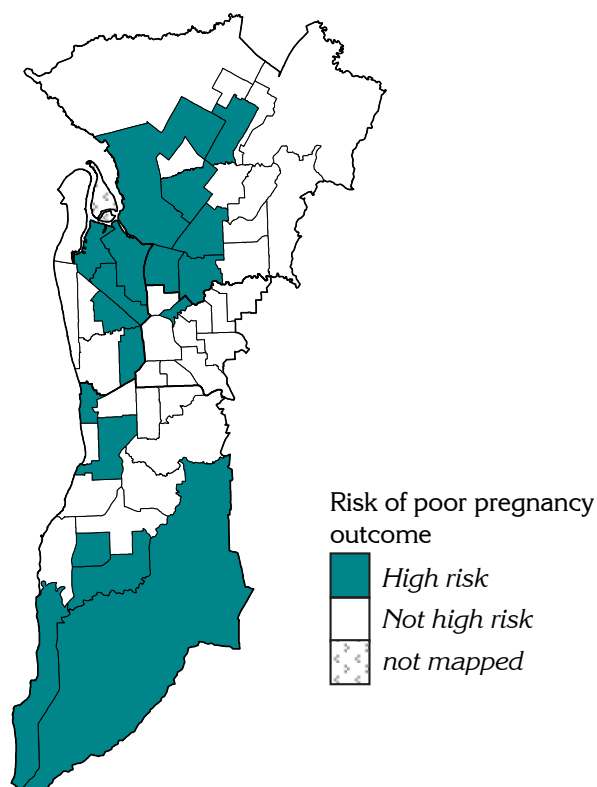 Risk of poor pregnancy
outcome
High risk
Not high risk
not mapped